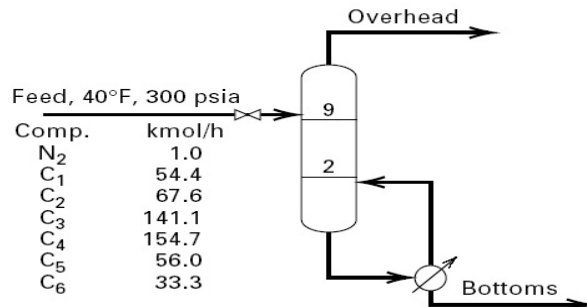 Overhead
Feed, 40°F, 300 psia
9
Comp. kmol/h
N₂ 1.0
C₁ 54.4
2
C₂ 67.6
C₃ 141.1
C₄ 154.7
C₅ 56.0
C₆ 33.3
Bottoms